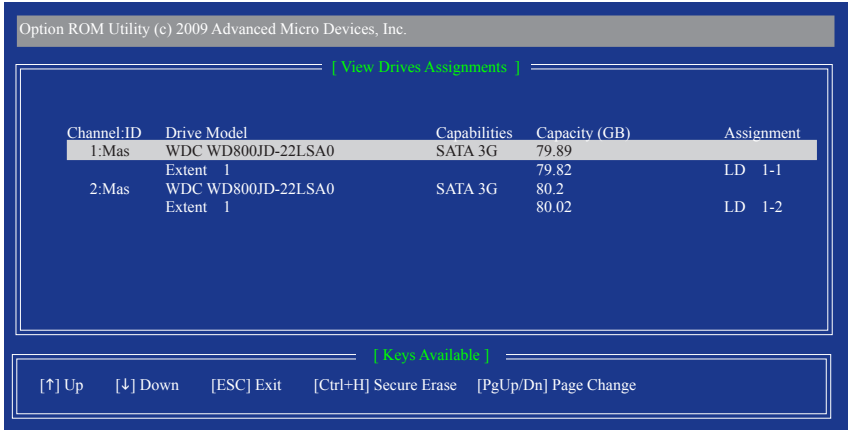 Option ROM Utility (c) 2009 Advanced Micro Devices, Inc.
[ View Drives Assignments ]
Channel:ID Drive Model Capabilities Capacity (GB) Assignment
1:Mas WDC WD800JD-22LSA0 SATA 3G 79.89
Extent 1 79.82 LD 1-1
2:Mas WDC WD800JD-22LSA0 SATA 3G 80.2
Extent 1 80.02 LD 1-2
[ Keys Available ]
[↑] Up [↓] Down [ESC] Exit [Ctrl+H] Secure Erase [PgUp/Dn] Page Change